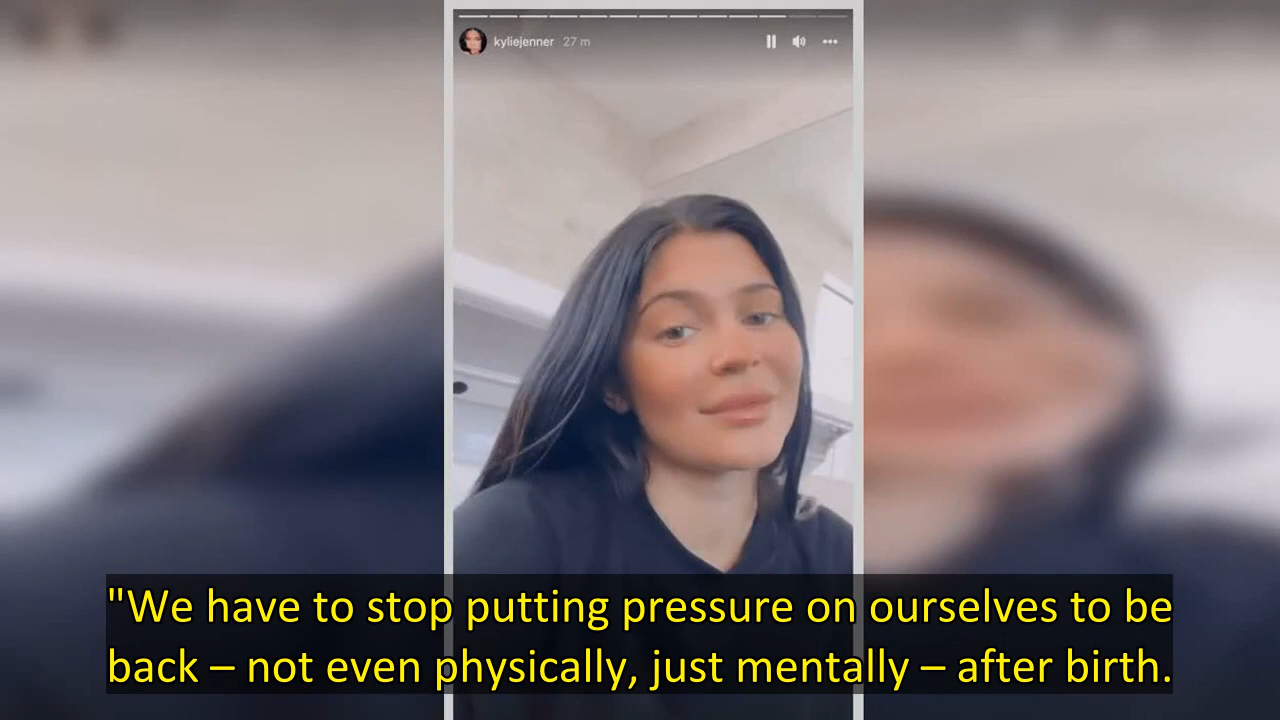 kyliejenner 27 m
"We have to stop putting pressure on ourselves to be
back – not even physically, just mentally – after birth.